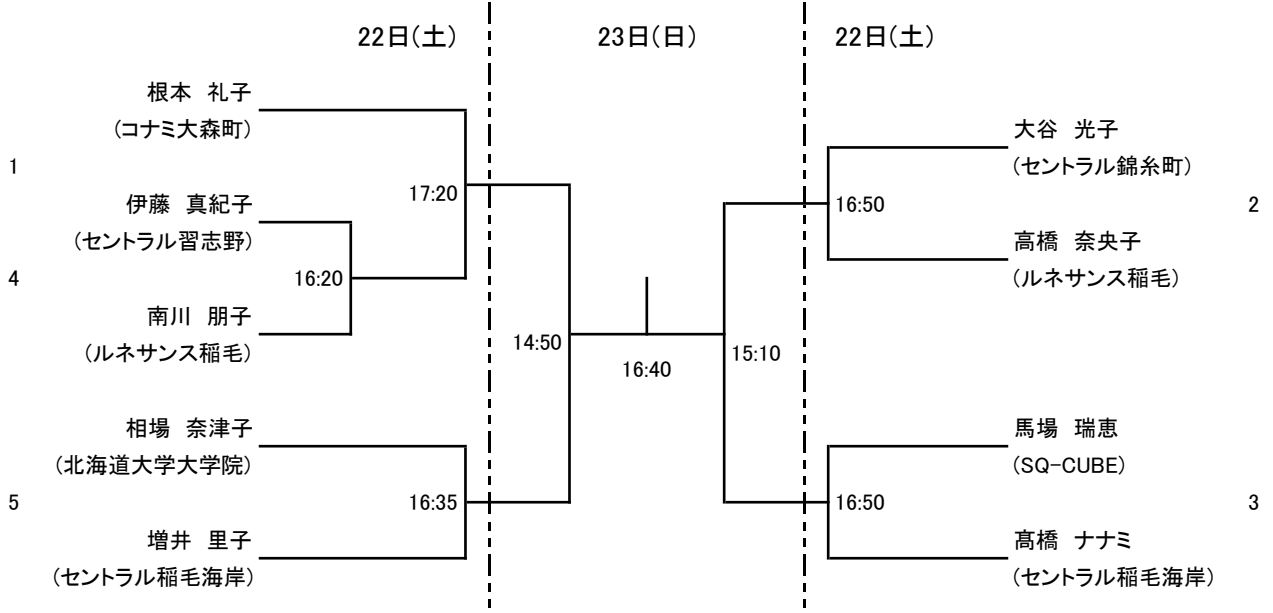 22日(土)
23日(日)
22日(土)
根本　礼子
(コナミ大森町)
1
17:20
伊藤　真紀子
(セントラル習志野)
4
16:20
南川　朋子
(ルネサンス稲毛)
14:50
相場　奈津子
(北海道大学大学院)
5
16:35
増井　里子
(セントラル稲毛海岸)
16:40
15:10
大谷　光子
(セントラル錦糸町)
16:50
2
高橋　奈央子
(ルネサンス稲毛)
馬場　瑞恵
(SQ-CUBE)
16:50
3
髙橋　ナナミ
(セントラル稲毛海岸)